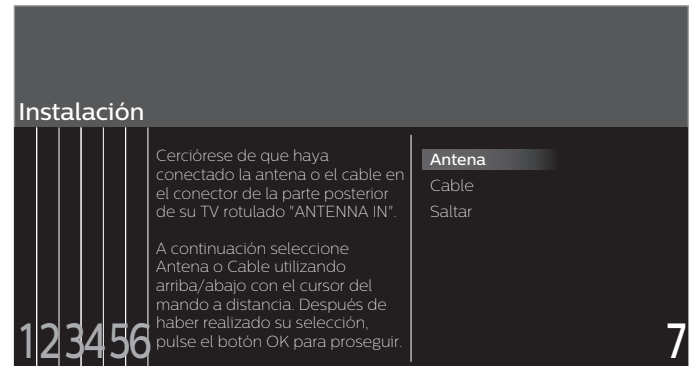 Instalación
Cerciórese de que haya
conectado la antena o el cable en
el conector de la parte posterior
de su TV rotulado "ANTENNA IN".
A continuación seleccione
Antena o Cable utilizando
arriba/abajo con el cursor del
mando a distancia. Después de
haber realizado su selección,
pulse el botón OK para proseguir.
Antena
Cable
Saltar
123456
7